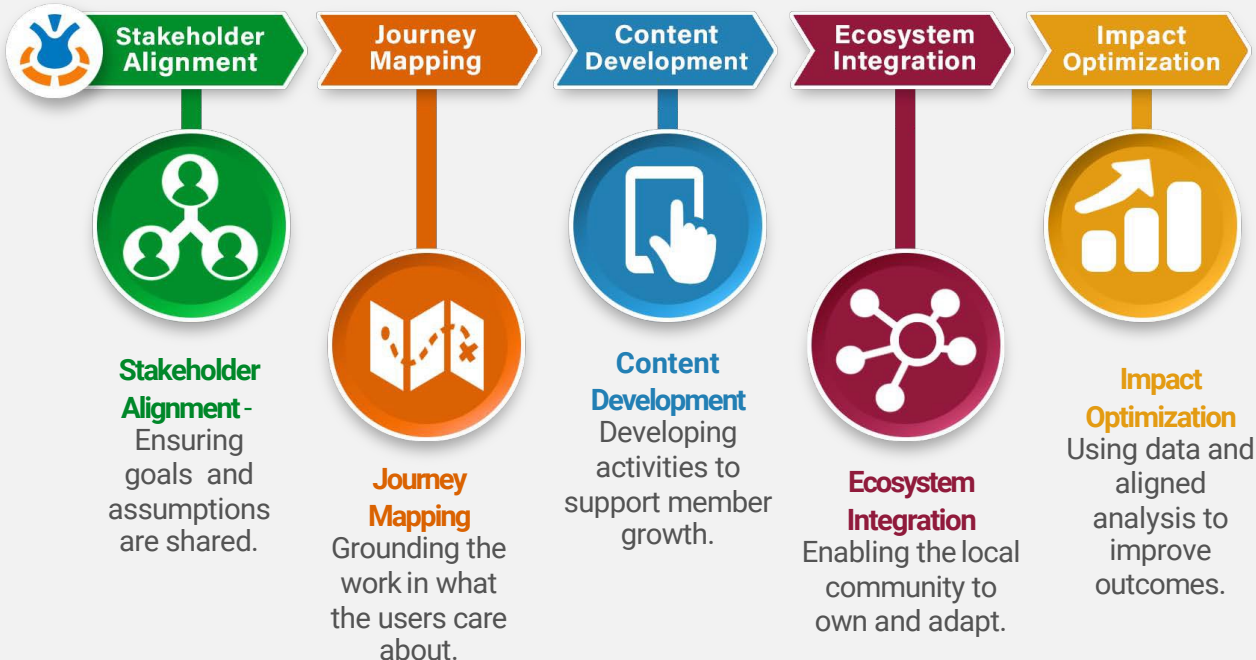 Stakeholder
Alignment
Journey
Mapping
Content
Development
Ecosystem
Integration
Impact
Optimization
Stakeholder
Alignment -
Ensuring
goals and
assumptions
are shared.
Journey
Mapping
Grounding the
work in what
the users care
about.
Content
Development
Developing
activities to
support member
growth.
Ecosystem
Integration
Enabling the local
community to
own and adapt.
Impact
Optimization
Using data and
aligned
analysis to
improve
outcomes.